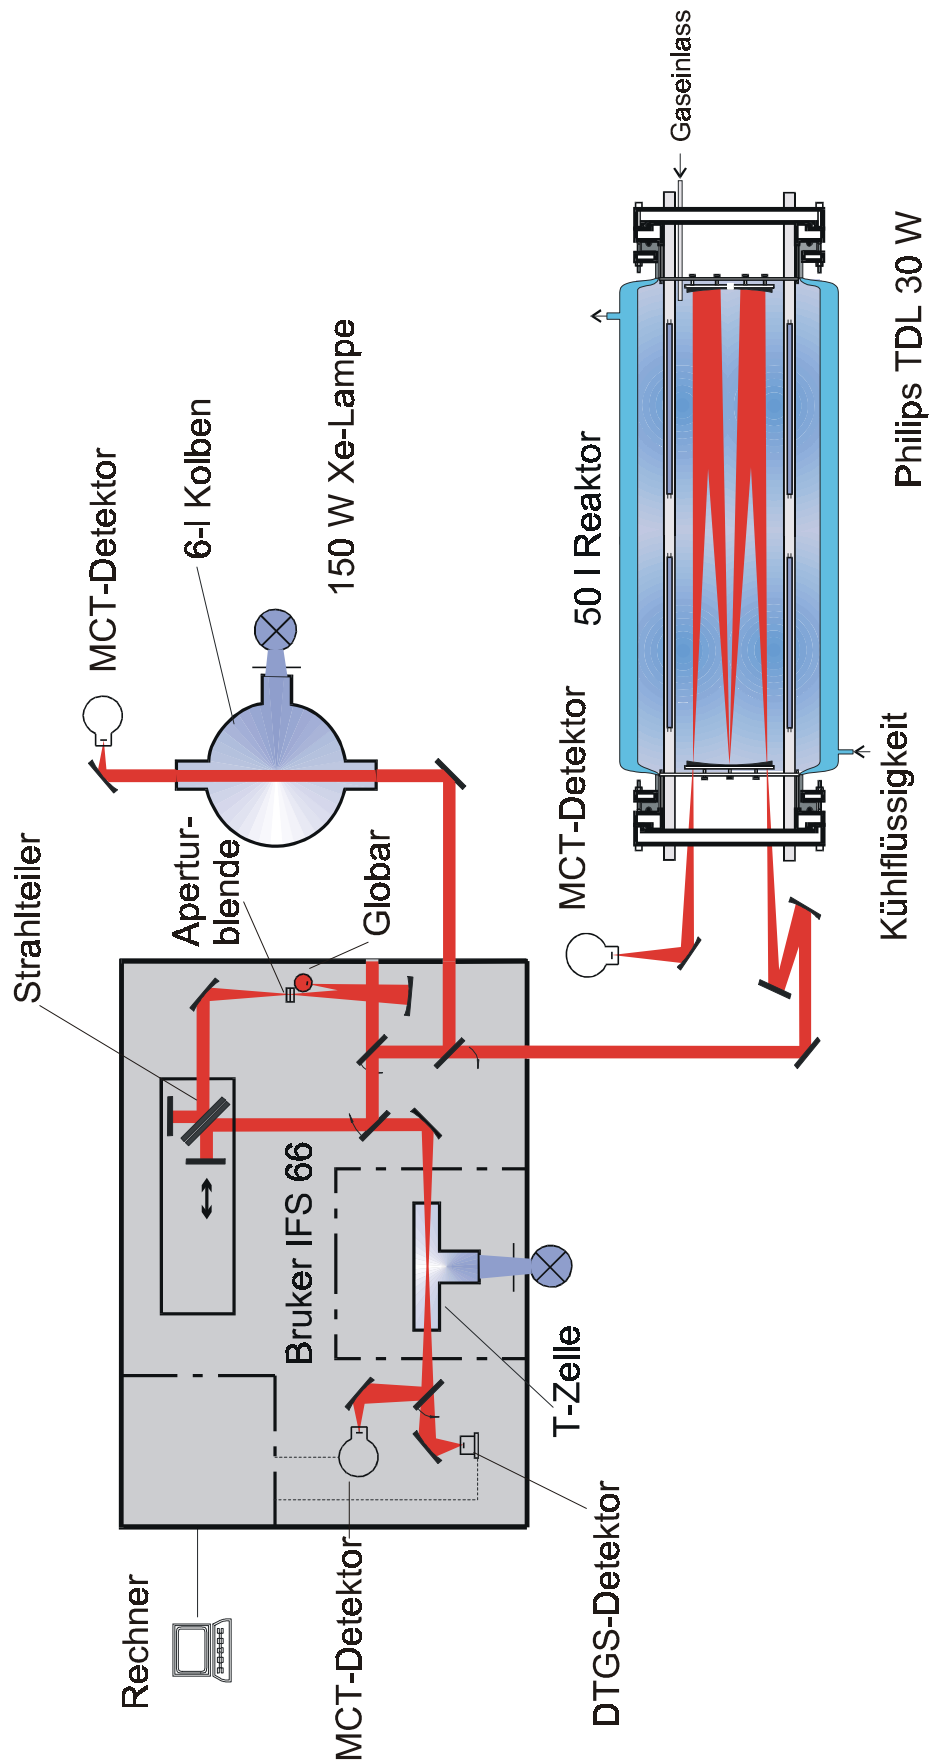 Rechner
Strahlteiler
MCT-Detektor
6-l Kolben
150 W Xe-Lampe
Apertur-
blende
Globar
Bruker IFS 66
MCT-Detektor
DTGS-Detektor
T-Zelle
MCT-Detektor
50 l Reaktor
Gaseinlass
Kühlflüssigkeit
Philips TDL 30 W